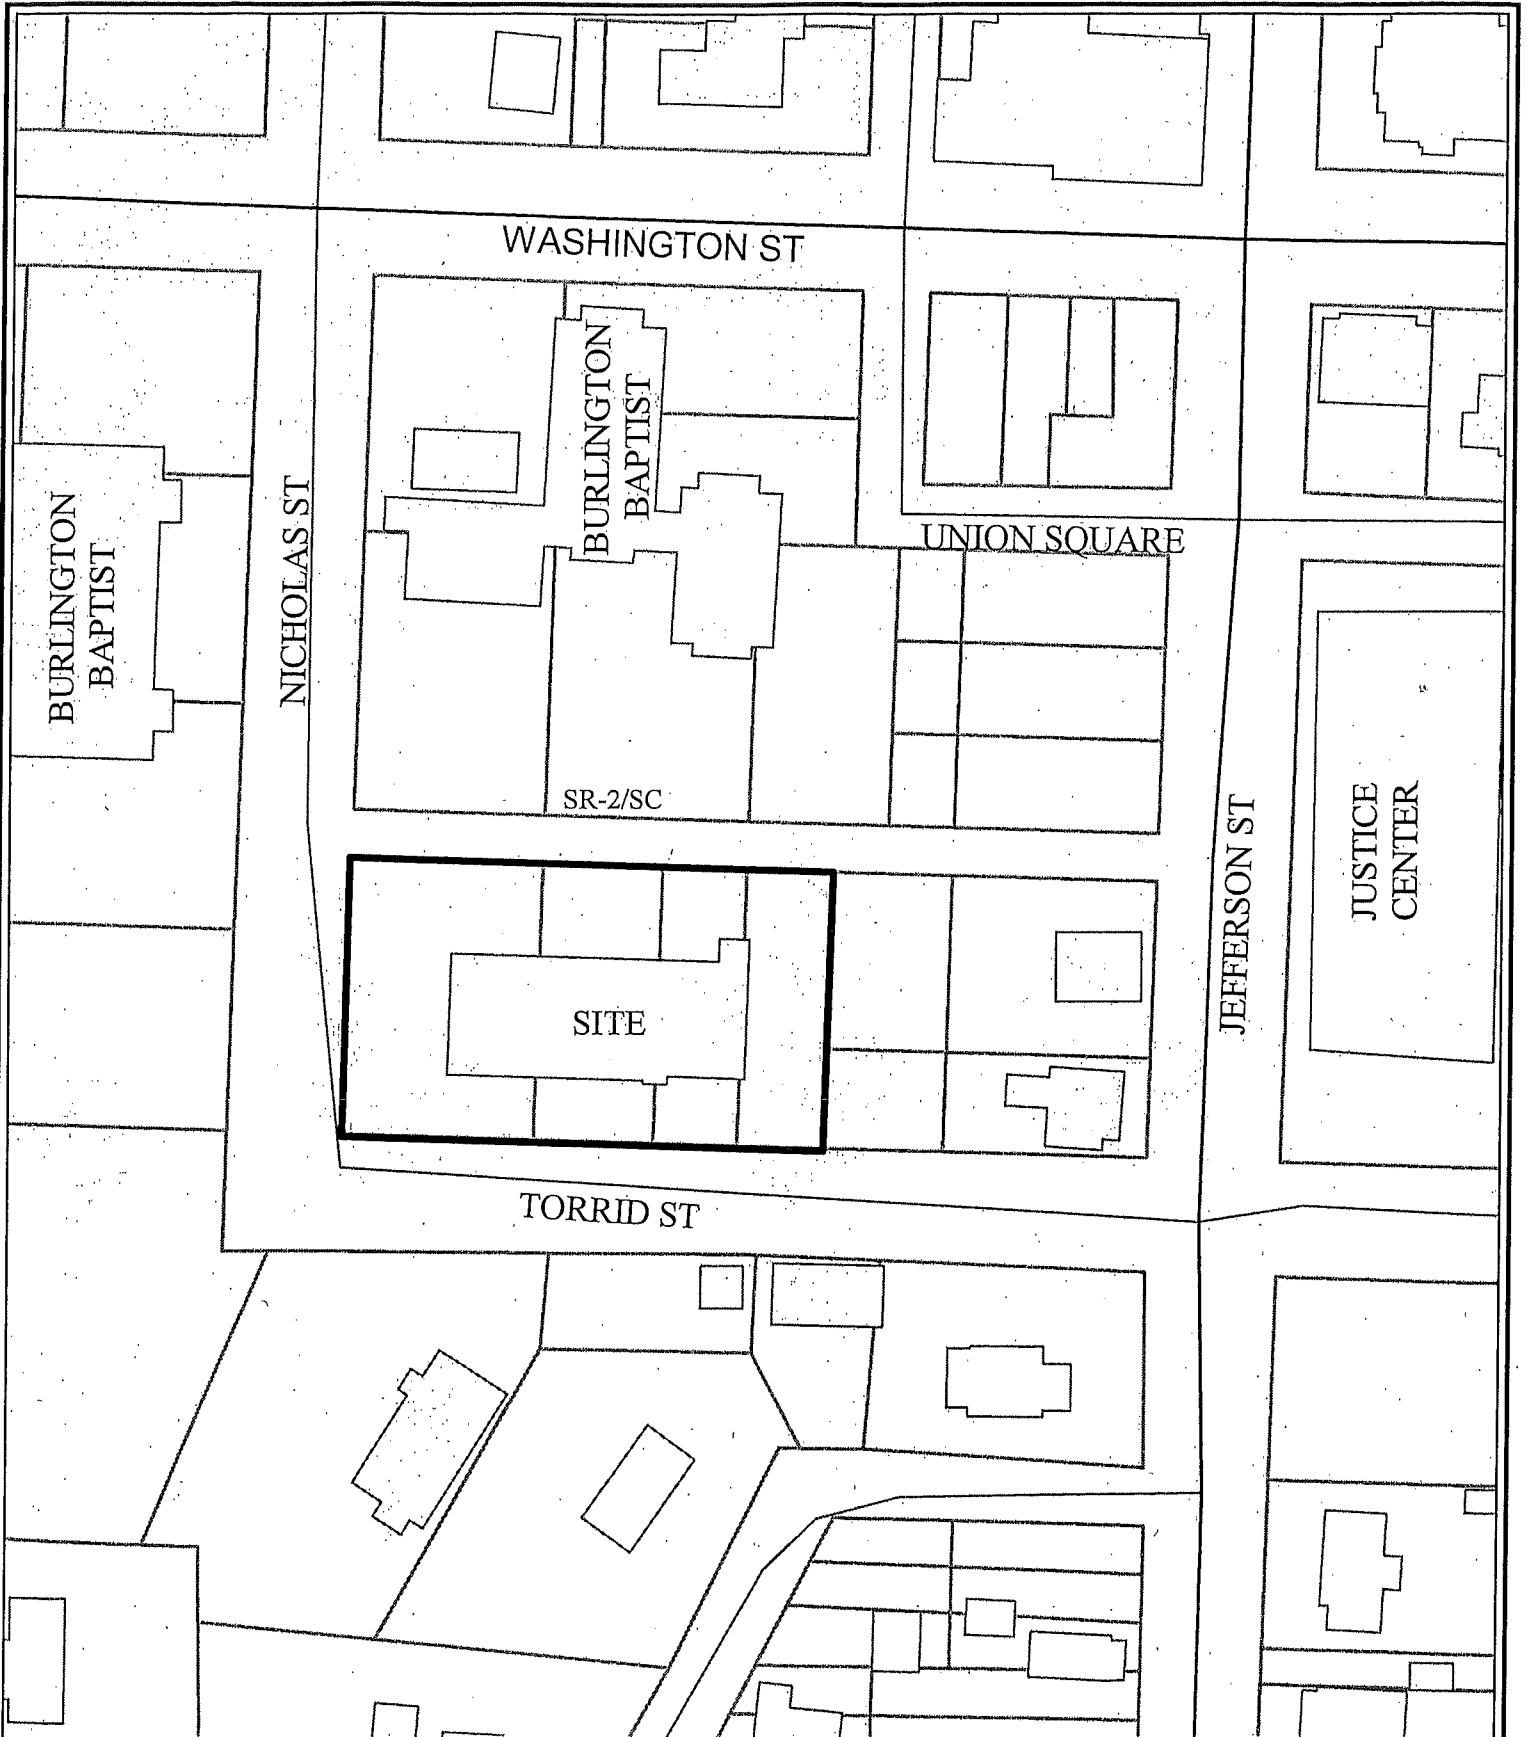 WASHINGTON ST
BURLINGTON
BAPTIST
UNION SQUARE
BURLINGTON
BAPTIST
NICHOLAS ST
SR-2/SC
JUSTICE
CENTER
JEFFERSON ST
SITE
TORRID ST